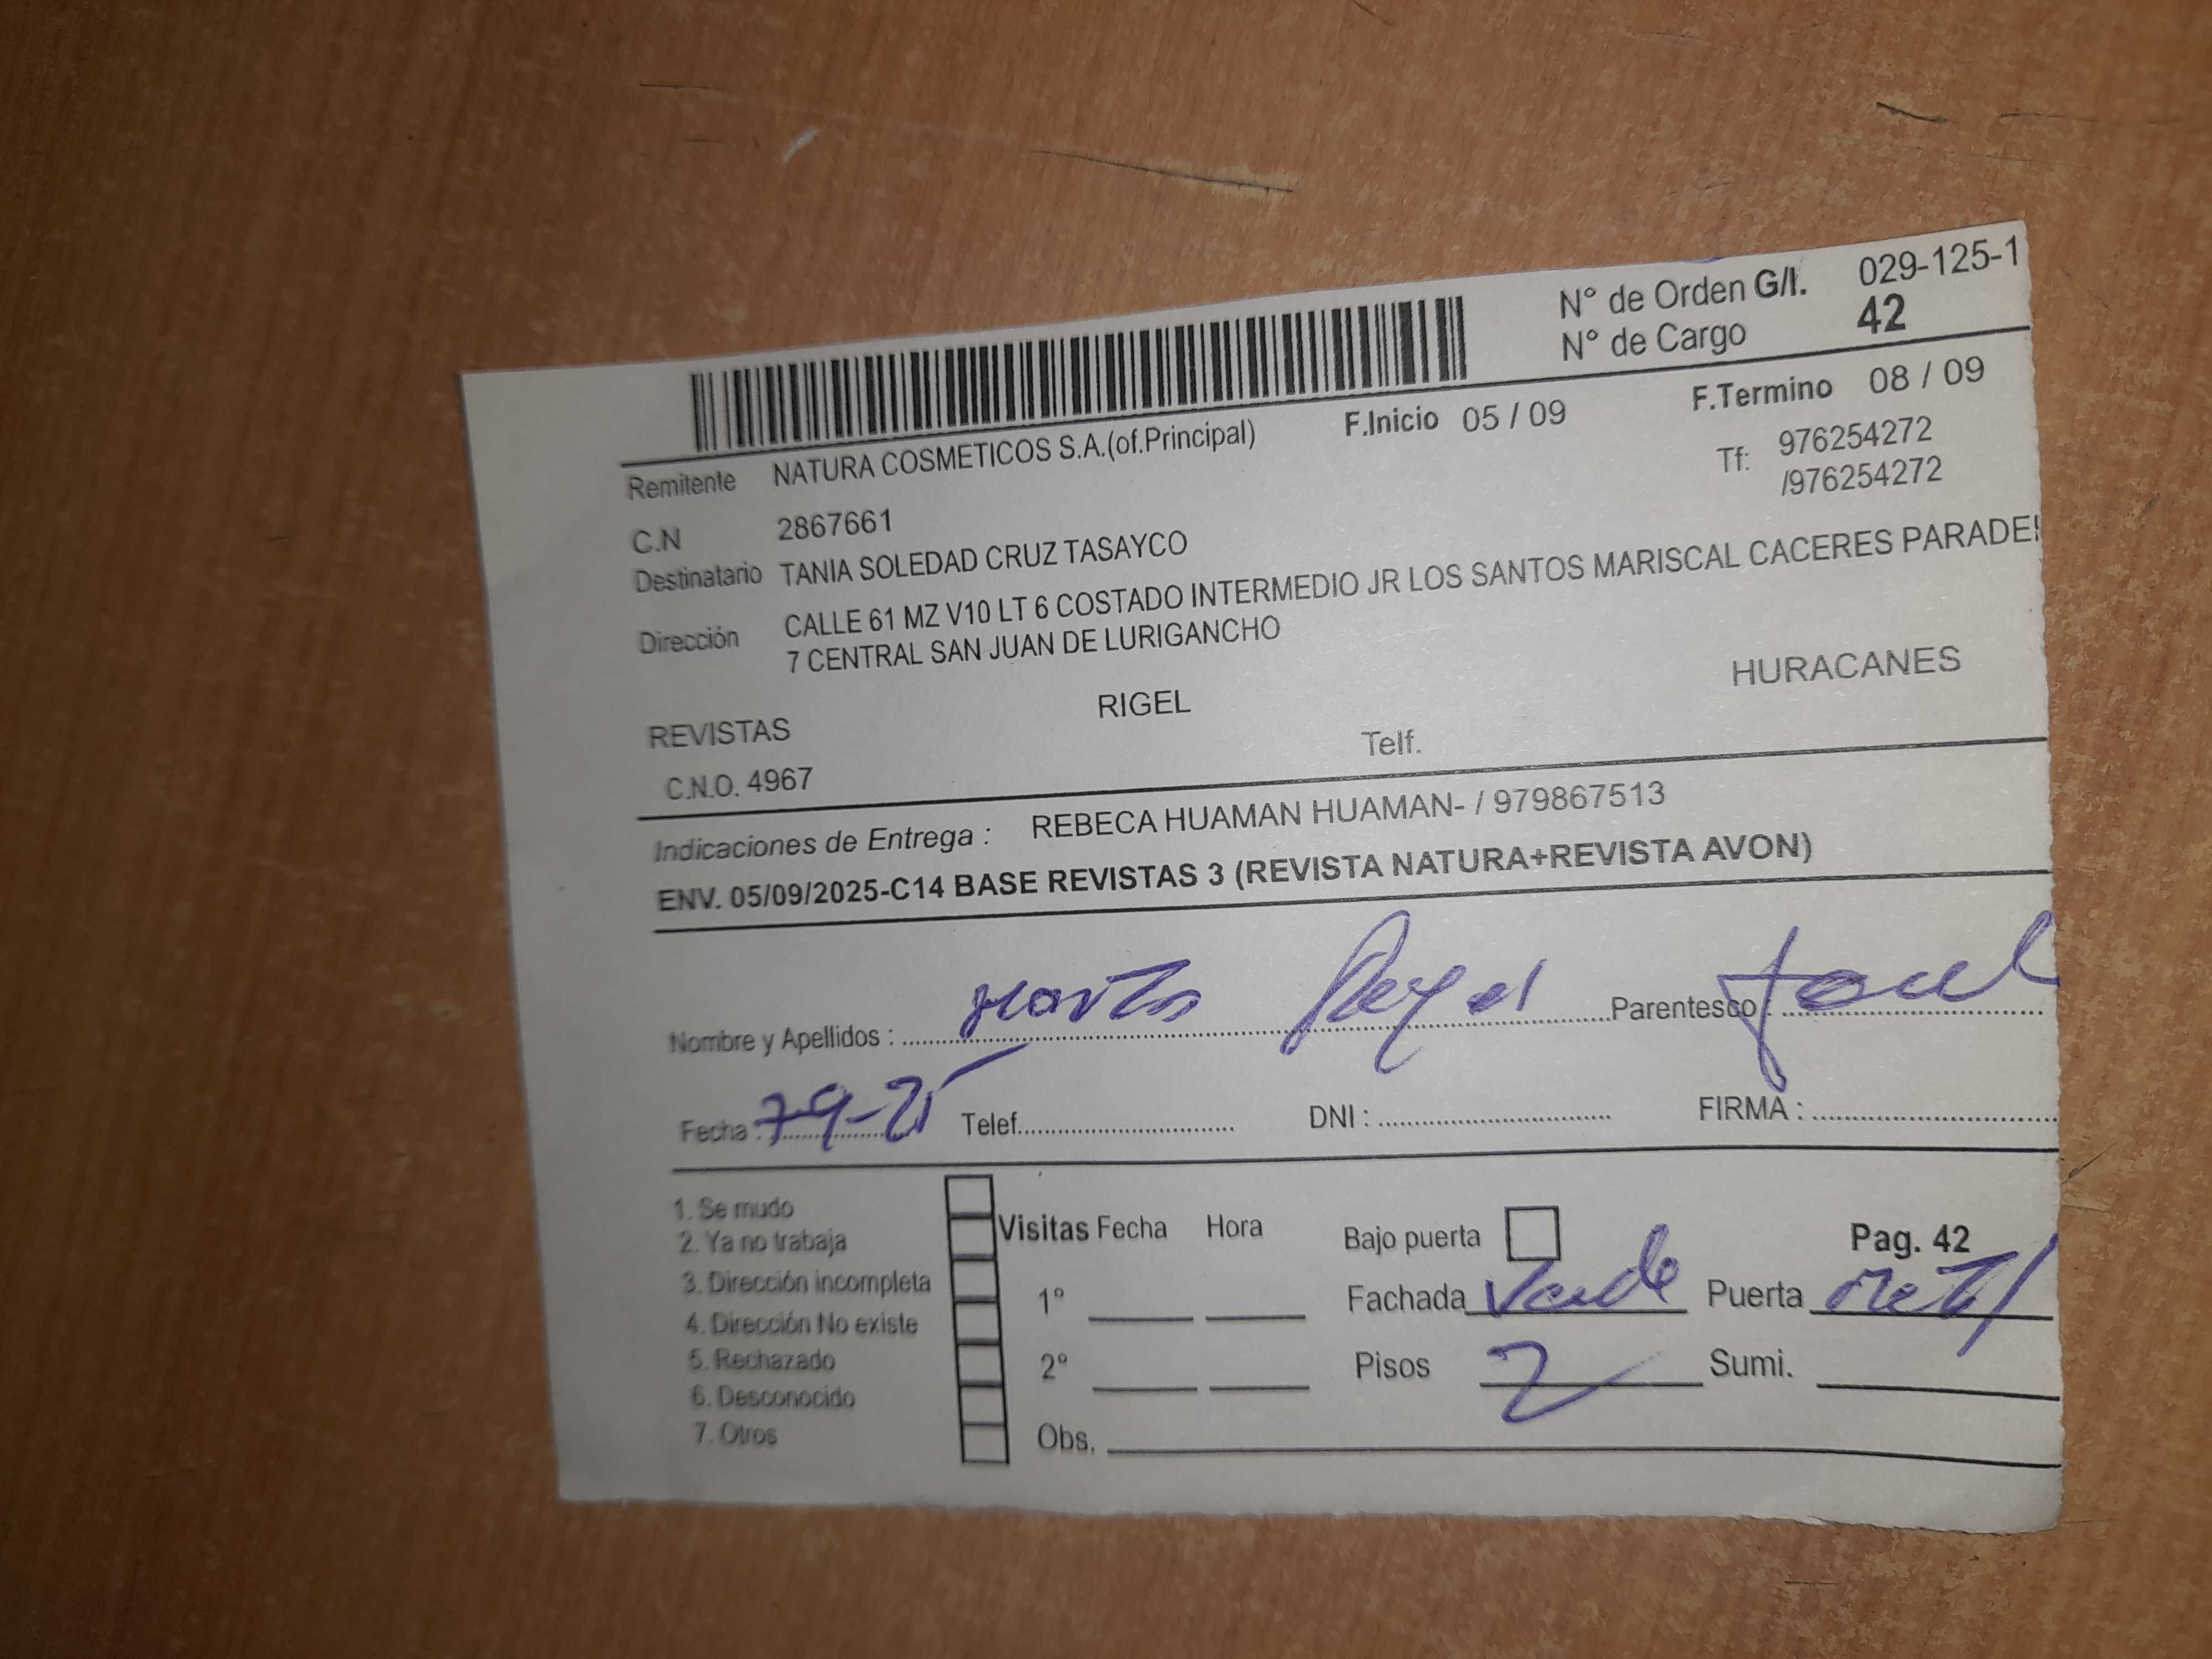 N° de Orden G/I. 029-125-1
N° de Cargo 42
F.Inicio 05 / 09 F.Termino 08 / 09
Remitente NATURA COSMETICOS S.A.(of.Principal) Tf: 976254272
/976254272
C.N 2867661
Destinatario TANIA SOLEDAD CRUZ TASAYCO
Dirección CALLE 61 MZ V10 LT 6 COSTADO INTERMEDIO JR LOS SANTOS MARISCAL CACERES PARADE
7 CENTRAL SAN JUAN DE LURIGANCHO
REVISTAS RIGEL HURACANES
C.N.O. 4967 Telf.
Indicaciones de Entrega : REBECA HUAMAN HUAMAN- / 979867513
ENV. 05/09/2025-C14 BASE REVISTAS 3 (REVISTA NATURA+REVISTA AVON)
Nombre y Apellidos : Parentesco :
Fecha : 7-9-25 Telef. DNI : FIRMA :
1. Se mudo
2. Ya no trabaja
3. Dirección incompleta
4. Dirección No existe
5. Rechazado
6. Desconocido
7. Otros
Visitas Fecha Hora Bajo puerta Pag. 42
1° Fachada Verde Puerta Metal
2° Pisos 2 Sumi.
Obs.